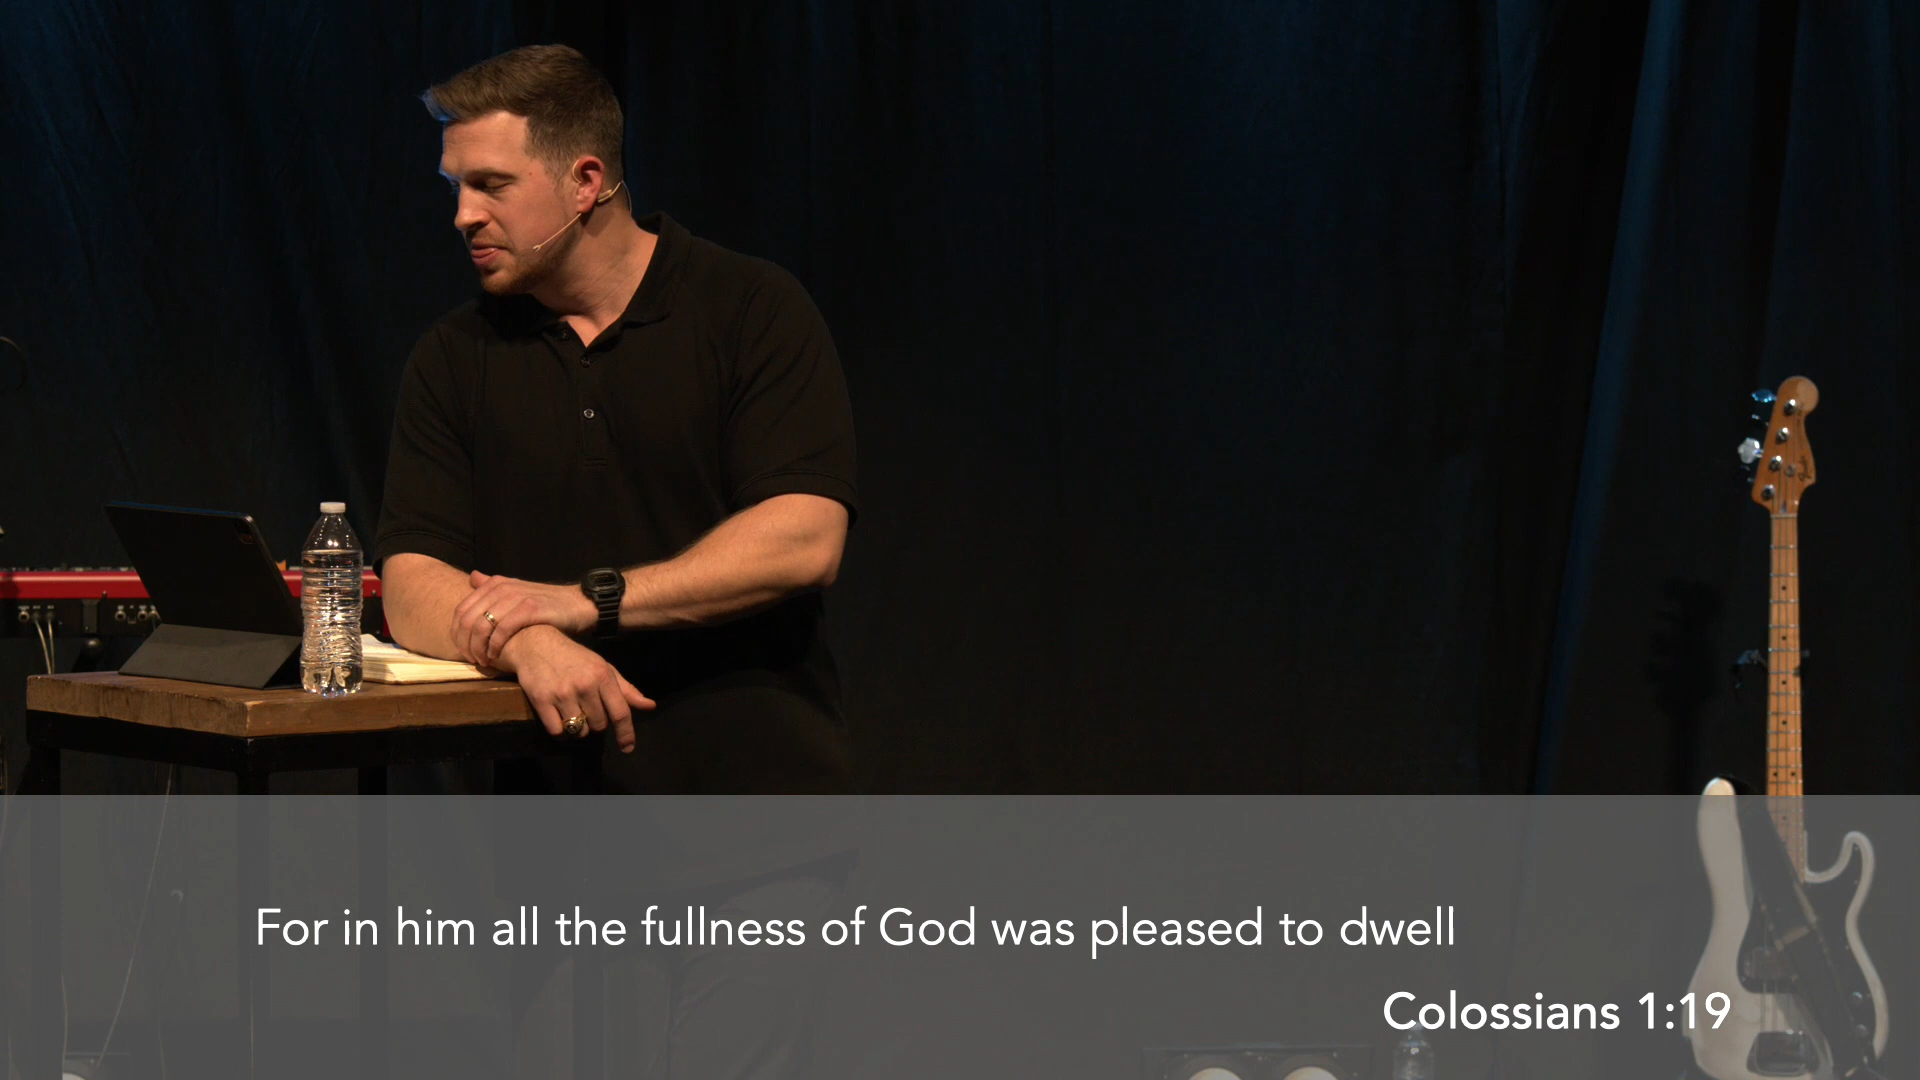 For in him all the fullness of God was pleased to dwell
Colossians 1:19